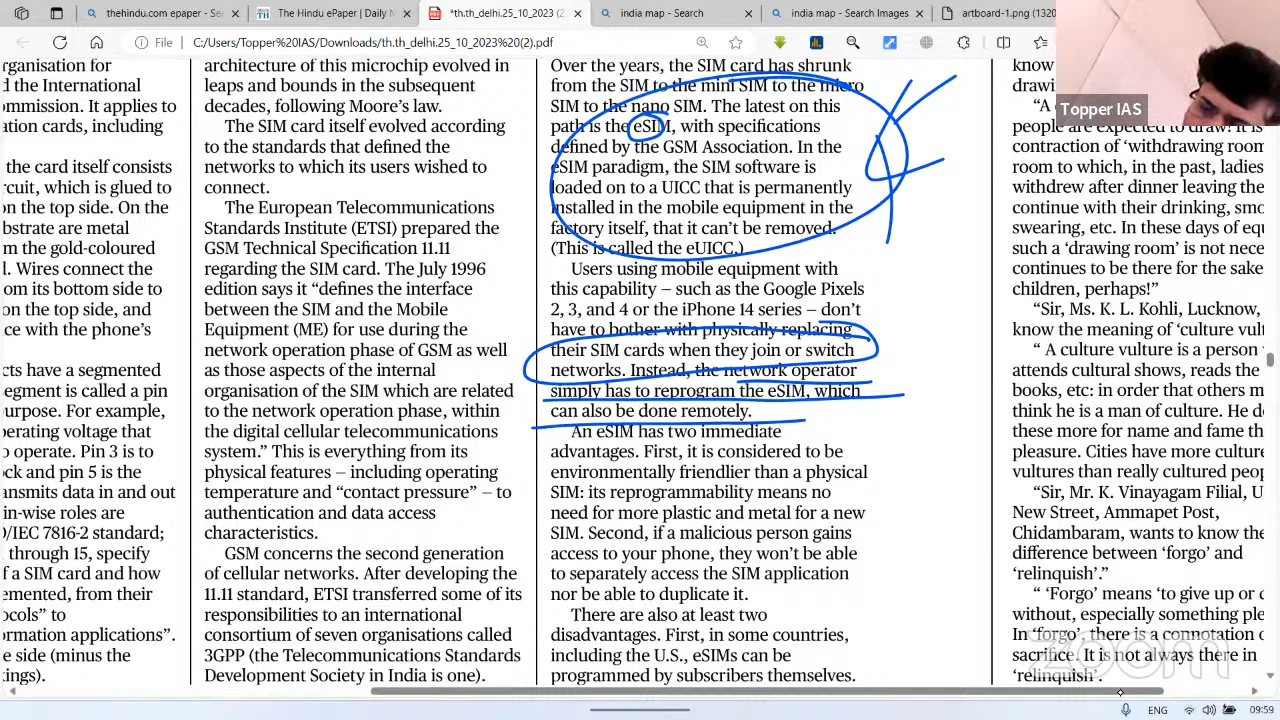 thehindu.com epaper - Search
The Hindu ePaper | Daily
*th.th_delhi.25_10_2023 (2).pdf
india map - Search
india map - Search Images
artboard-1.png (1320
File
C:/Users/Topper%20IAS/Downloads/th.th_delhi.25_10_2023%20(2).pdf
Topper IAS
rganisation for
d the International
ommission. It applies to
ation cards, including
the card itself consists
rcuit, which is glued to
on the top side. On the
bstrate are metal
m the gold-colored
l. Wires connect the
om its bottom side to
on the top side, and
ce with the phone’s
cts have a segmented
segment is called a pin
urpose. For example,
perating voltage that
o operate. Pin 3 is to
ock and pin 5 is the
ansmits data in and out
in-wise roles are
O/IEC 7816-2 standard;
through 15, specify
f a SIM card and how
emented, from their
ocols” to
ormation applications”.
e side (minus the
ings).
architecture of this microchip evolved in
leaps and bounds in the subsequent
decades, following Moore’s law.
The SIM card itself evolved according
to the standards that defined the
networks to which its users wished to
connect.
The European Telecommunications
Standards Institute (ETSI) prepared the
GSM Technical Specification 11.11
regarding the SIM card. The July 1996
edition says it “defines the interface
between the SIM and the Mobile
Equipment (ME) for use during the
network operation phase of GSM as well
as those aspects of the internal
organisation of the SIM which are related
to the network operation phase, within
the digital cellular telecommunications
system.” This is everything from its
physical features — including operating
temperature and “contact pressure” — to
authentication and data access
characteristics.
GSM concerns the second generation
of cellular networks. After developing the
11.11 standard, ETSI transferred some of its
responsibilities to an international
consortium of seven organisations called
3GPP (the Telecommunications Standards
Development Society in India is one).
Over the years, the SIM card has shrunk
from the SIM to the mini SIM to the micro
SIM to the nano SIM. The latest on this
path is the eSIM, with specifications
defined by the GSM Association. In the
eSIM paradigm, the SIM software is
loaded on to a UICC that is permanently
installed in the mobile equipment in the
factory itself, that it can’t be removed.
(This is called the eUICC.)
Users using mobile equipment with
this capability — such as the Google Pixels
2, 3, and 4 or the iPhone 14 series — don’t
have to bother with physically replacing
their SIM cards when they join or switch
networks. Instead, the network operator
simply has to reprogram the eSIM, which
can also be done remotely.
An eSIM has two immediate
advantages. First, it is considered to be
environmentally friendlier than a physical
SIM: its reprogrammability means no
need for more plastic and metal for a new
SIM. Second, if a malicious person gains
access to your phone, they won’t be able
to separately access the SIM application
nor be able to duplicate it.
There are also at least two
disadvantages. First, in some countries,
including the U.S., eSIMs can be
programmed by subscribers themselves.
know
drawi
“A
people are expected to draw! It is
contraction of ‘withdrawing room
room to which, in the past, ladies
withdrew after dinner leaving the
continue with their drinking, smo
swearing, etc. In these days of equ
such a ‘drawing room’ is not nece
continues to be there for the sake
children, perhaps!”
“Sir, Ms. K. L. Kohli, Lucknow,
know the meaning of ‘culture vult
“ A culture vulture is a person
attends cultural shows, reads the
books, etc: in order that others m
think he is a man of culture. He do
these more for name and fame th
pleasure. Cities have more culture
vultures than really cultured peop
“Sir, Mr. K. Vinayagam Filial, U
New Street, Ammapet Post,
Chidambaram, wants to know the
difference between ‘forgo’ and
‘relinquish’.”
“ ‘Forgo’ means ‘to give up or d
without, especially something ple
In ‘forgo’, there is a connotation o
sacrifice. It is not always there in
‘relinquish’.
zoom
ENG
09:59